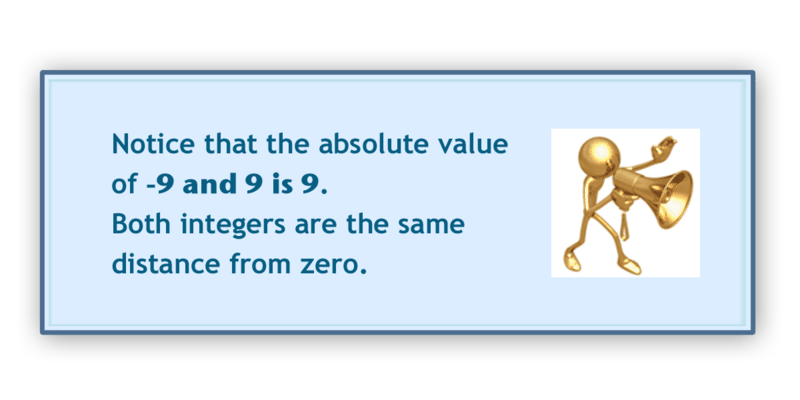 Notice that the absolute value
of -9 and 9 is 9.
Both integers are the same
distance from zero.